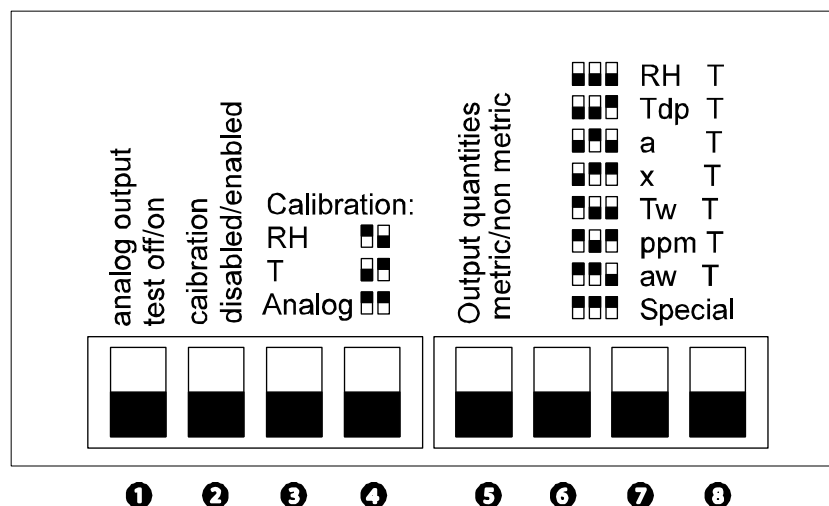 analog output
test off/on
caibration
disabled/enabled
Calibration:
RH
T
Analog
Output quantities
metric/non metric
RH T
Tdp T
a T
x T
Tw T
ppm T
aw T
Special
1 2 3 4 5 6 7 8